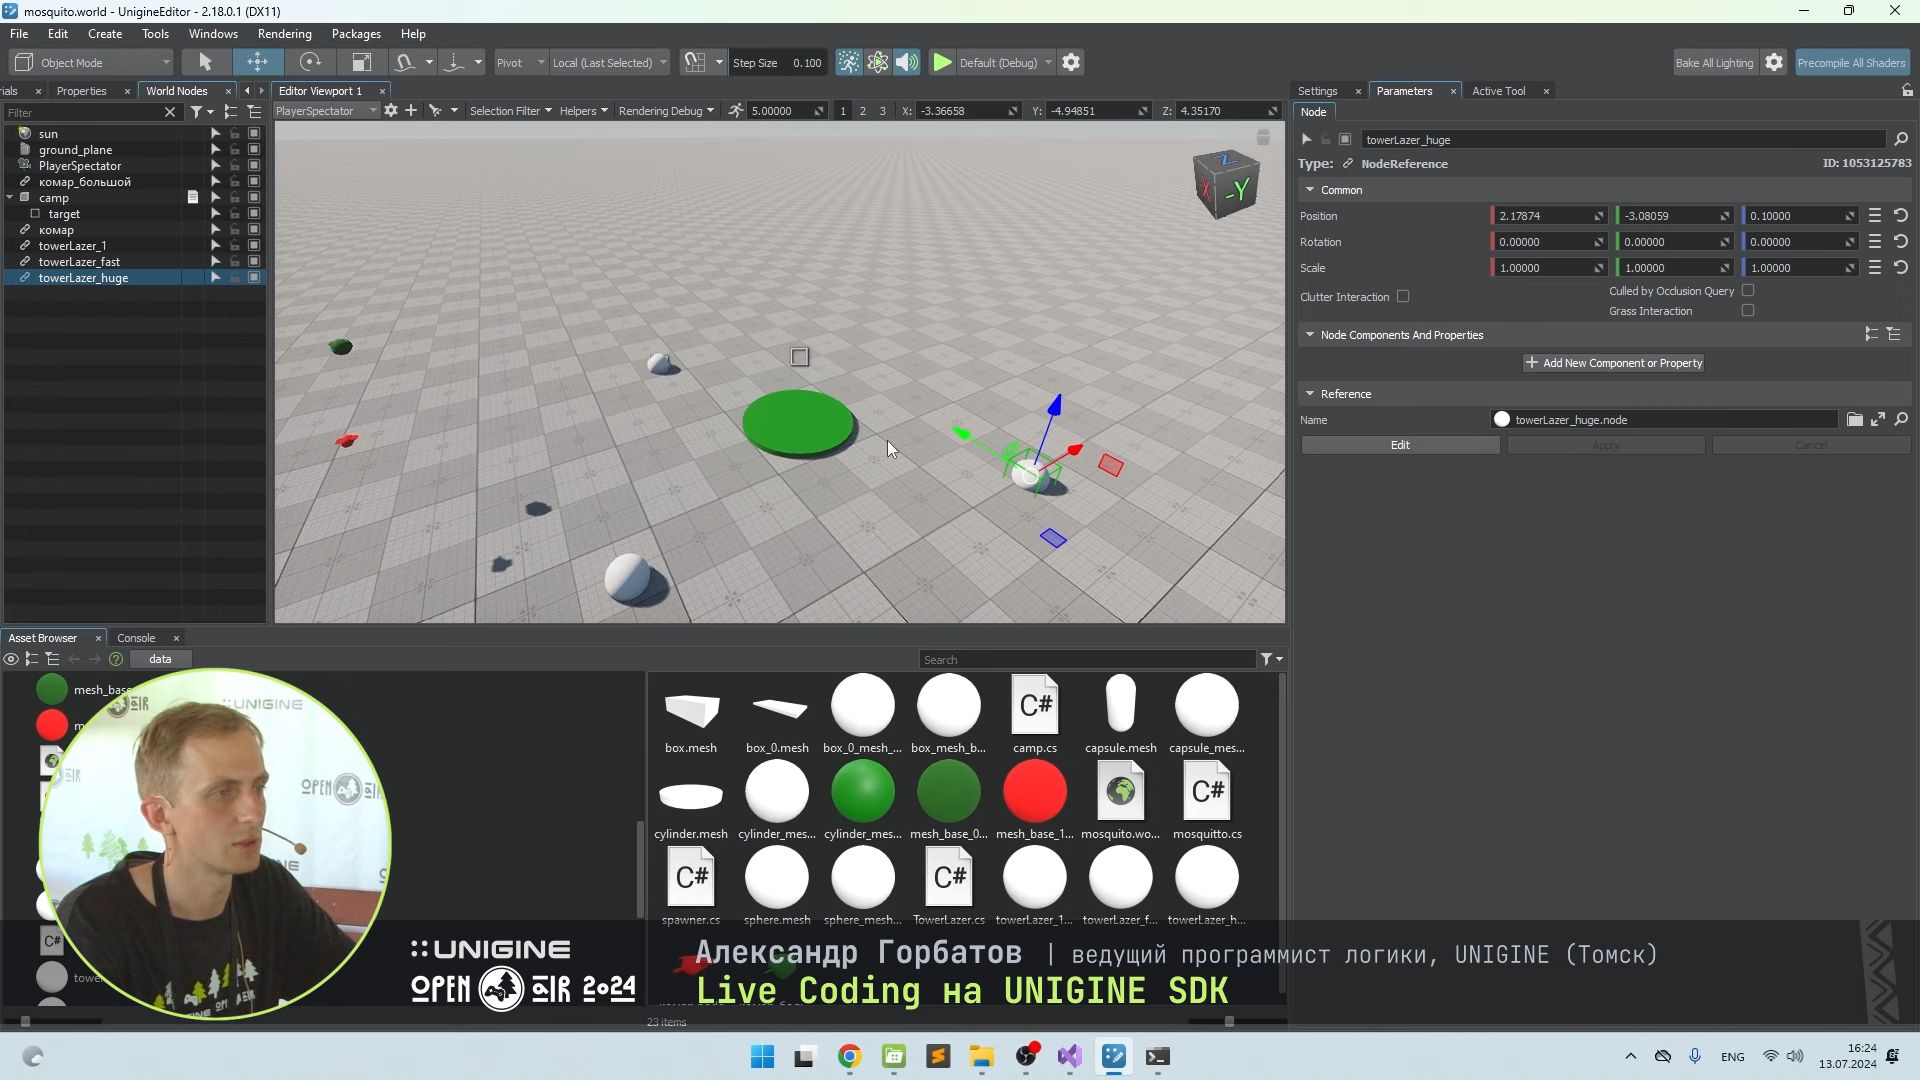 mosquito.world - UnigineEditor - 2.18.0.1 (DX11)
File Edit Create Tools Windows Rendering Packages Help
Object Mode Pivot Local (Last Selected) Step Size 0.100 Default (Debug) Bake All Lighting Precompile All Shaders
ials Properties World Nodes Editor Viewport 1 Settings Parameters Active Tool
Filter PlayerSpectator Selection Filter Helpers Rendering Debug 5.00000 1 2 3 X: -3.36658 Y: -4.94851 Z: 4.35170
Node
sun
ground_plane
PlayerSpectator
комар_большой
camp
target
комар
towerLazer_1
towerLazer_fast
towerLazer_huge
Z
X
-Y
towerLazer_huge
Type: NodeReference ID: 1053125783
Common
Position 2.17874 -3.08059 0.10000
Rotation 0.00000 0.00000 0.00000
Scale 1.00000 1.00000 1.00000
Clutter Interaction Culled by Occlusion Query
Grass Interaction
Node Components And Properties
Add New Component or Property
Reference
Name towerLazer_huge.node
Edit Apply Cancel
Asset Browser Console
data Search
mesh_base
box.mesh box_0.mesh box_0_mesh_... box_mesh_b... camp.cs capsule.mesh capsule_mes...
cylinder.mesh cylinder_mes... cylinder_mes... mesh_base_0... mesh_base_1... mosquito.wo... mosquitto.cs
spawner.cs sphere.mesh sphere_mesh... TowerLazer.cs towerLazer_1... towerLazer_f... towerLazer_h...
C# C# C# C# C#
towe
23 items
UNIGINE
OPEN AIR
UNIGINE
OPEN AIR 2024
Александр Горбатов | ведущий программист логики, UNIGINE (Томск)
Live Coding на UNIGINE SDK
ENG
16:24
13.07.2024